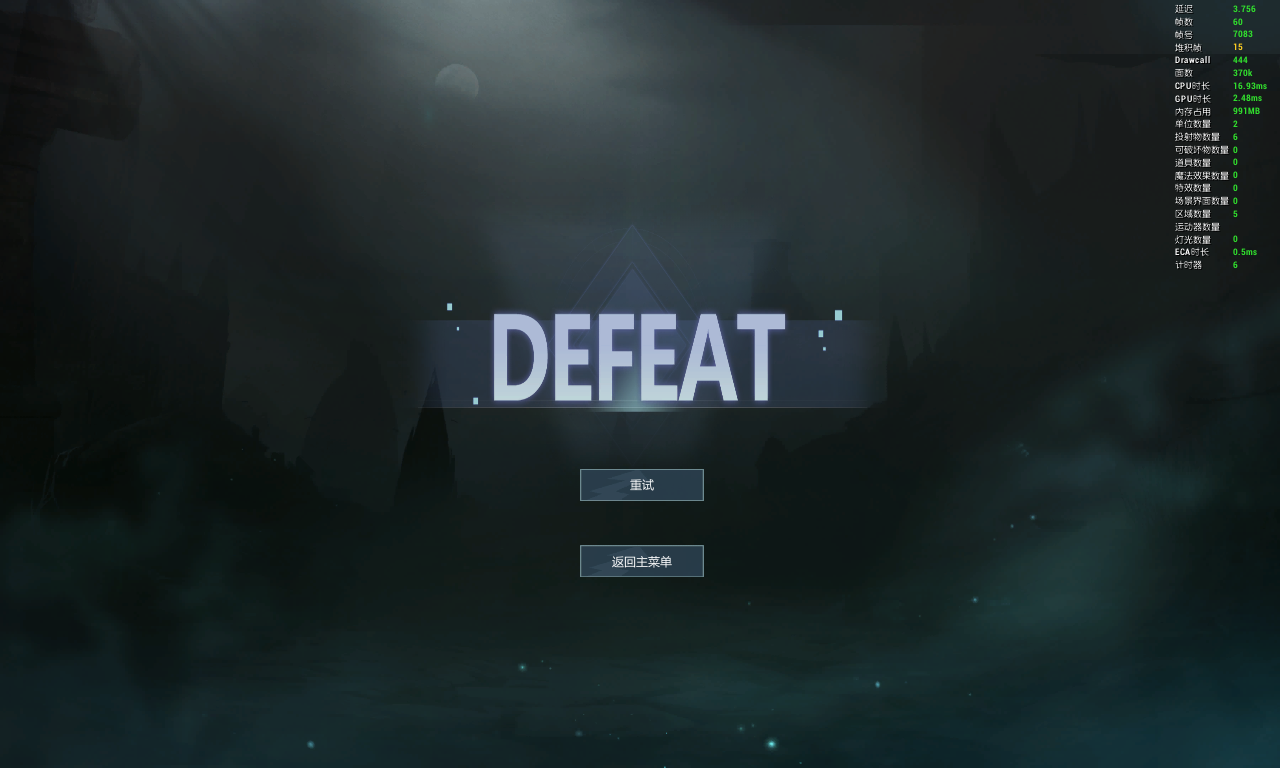 延迟 3.756
帧数 60
帧号 7083
堆积帧 15
Drawcall 444
面数 370k
CPU时长 16.93ms
GPU时长 2.48ms
内存占用 991MB
单位数量 2
投射物数量 6
可破坏物数量 0
道具数量 0
魔法效果数量 0
特效数量 0
场景界面数量 0
区域数量 5
运动器数量
灯光数量 0
ECA时长 0.5ms
计时器 6
DEFEAT
重试
返回主菜单